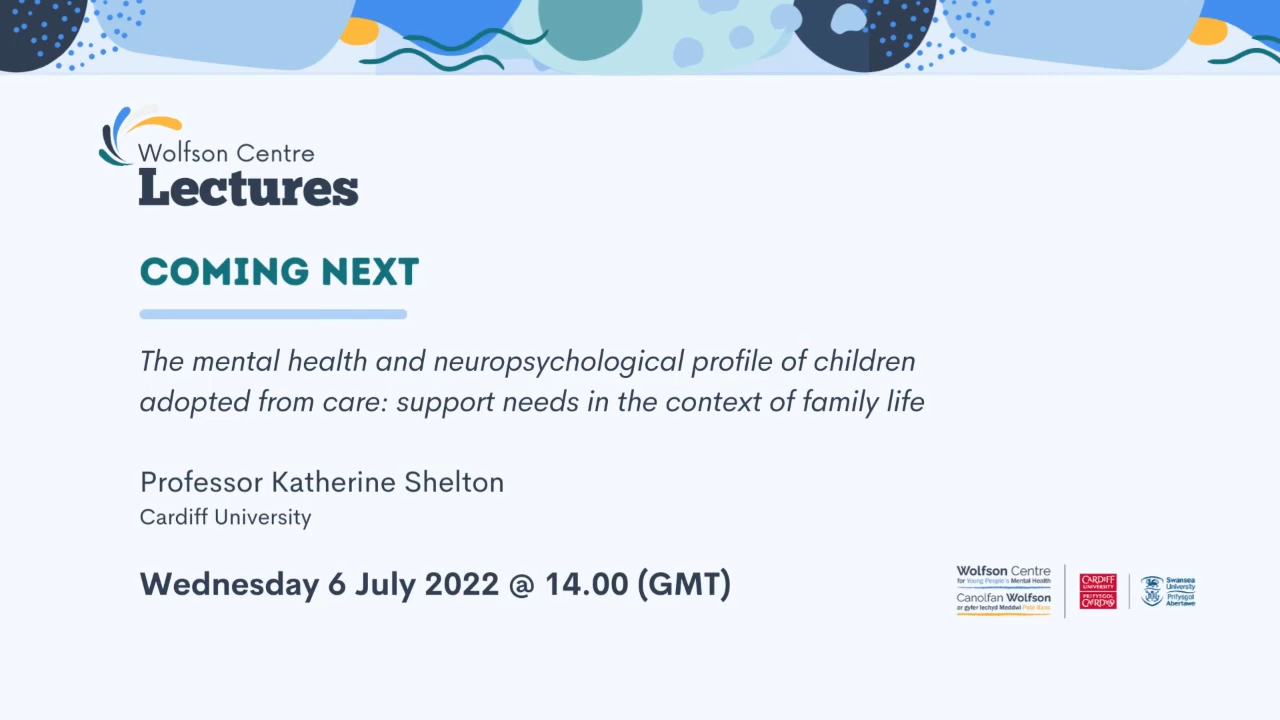 Wolfson Centre
Lectures
COMING NEXT
The mental health and neuropsychological profile of children
adopted from care: support needs in the context of family life
Professor Katherine Shelton
Cardiff University
Wednesday 6 July 2022 @ 14.00 (GMT)
Wolfson Centre
for Young People's Mental Health
Canolfan Wolfson
ar gyfer Iechyd Meddwl Pobl Ifanc
CARDIFF
UNIVERSITY
PRIFYSGOL
CAERDYDD
Swansea
University
Prifysgol
Abertawe